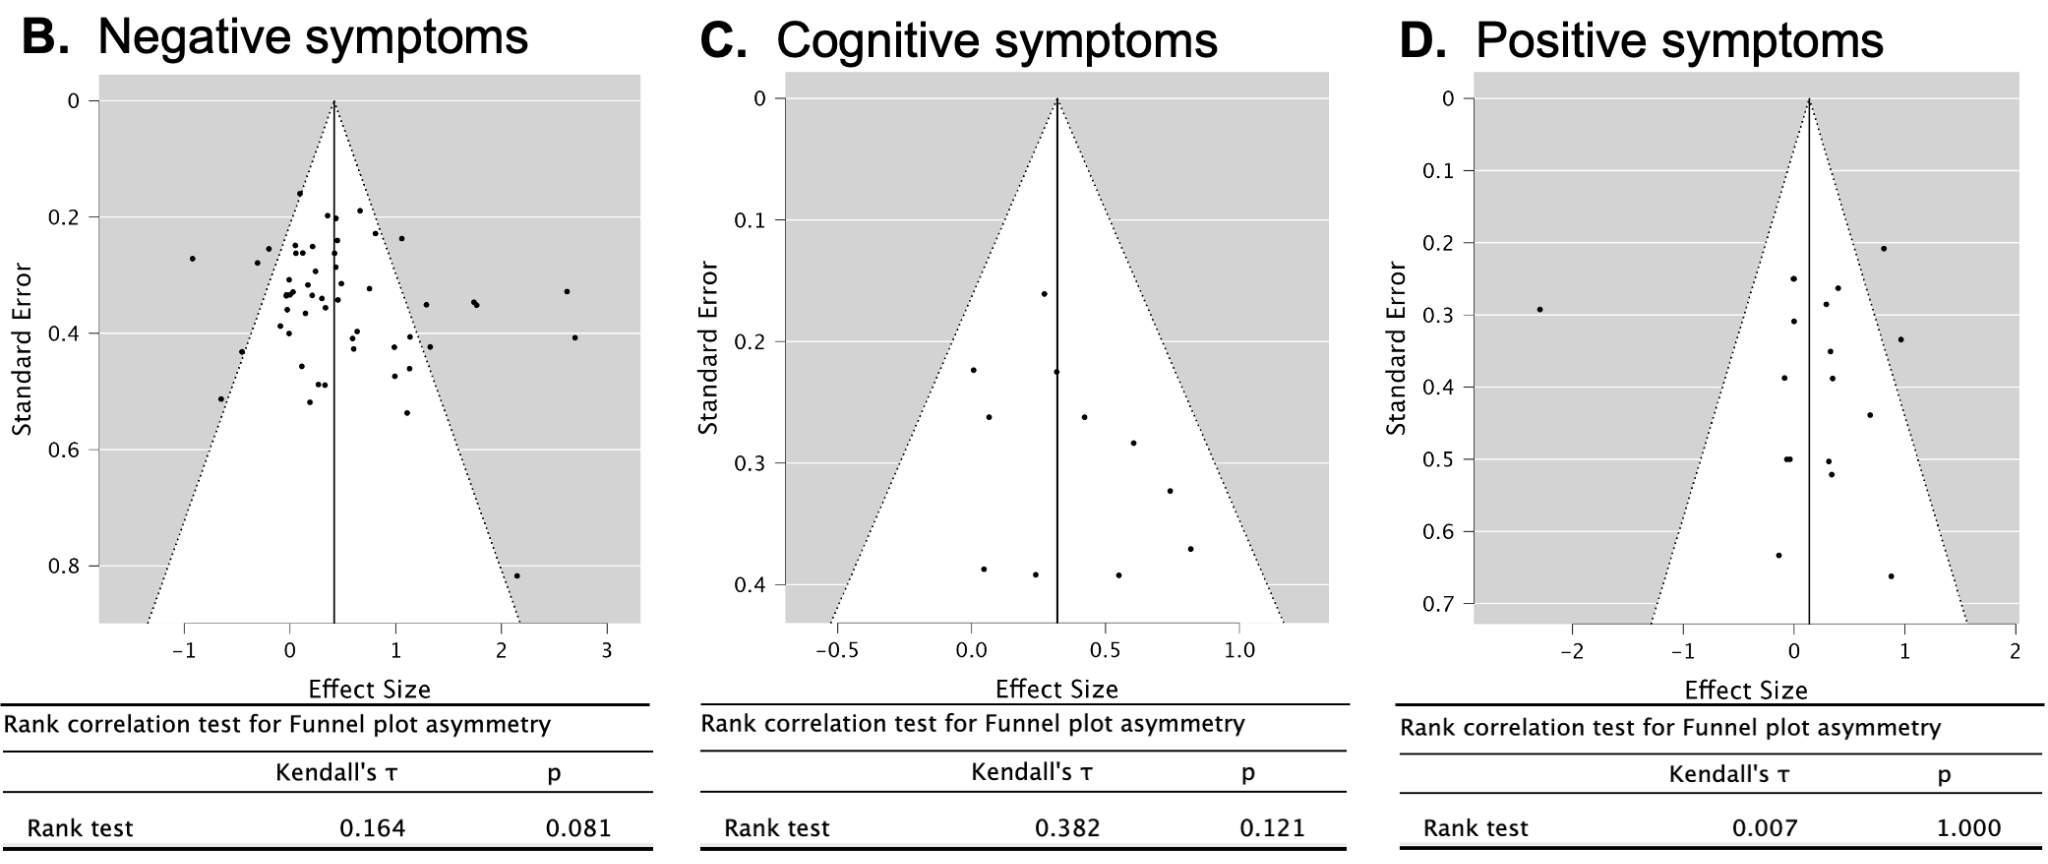 B. Negative symptoms
0
0.2
0.4
0.6
0.8
Standard Error
−1 0 1 2 3
Effect Size
Rank correlation test for Funnel plot asymmetry
Kendall's τ p
Rank test 0.164 0.081
C. Cognitive symptoms
0
0.1
0.2
0.3
0.4
Standard Error
−0.5 0.0 0.5 1.0
Effect Size
Rank correlation test for Funnel plot asymmetry
Kendall's τ p
Rank test 0.382 0.121
D. Positive symptoms
0
0.1
0.2
0.3
0.4
0.5
0.6
0.7
Standard Error
−2 −1 0 1 2
Effect Size
Rank correlation test for Funnel plot asymmetry
Kendall's τ p
Rank test 0.007 1.000